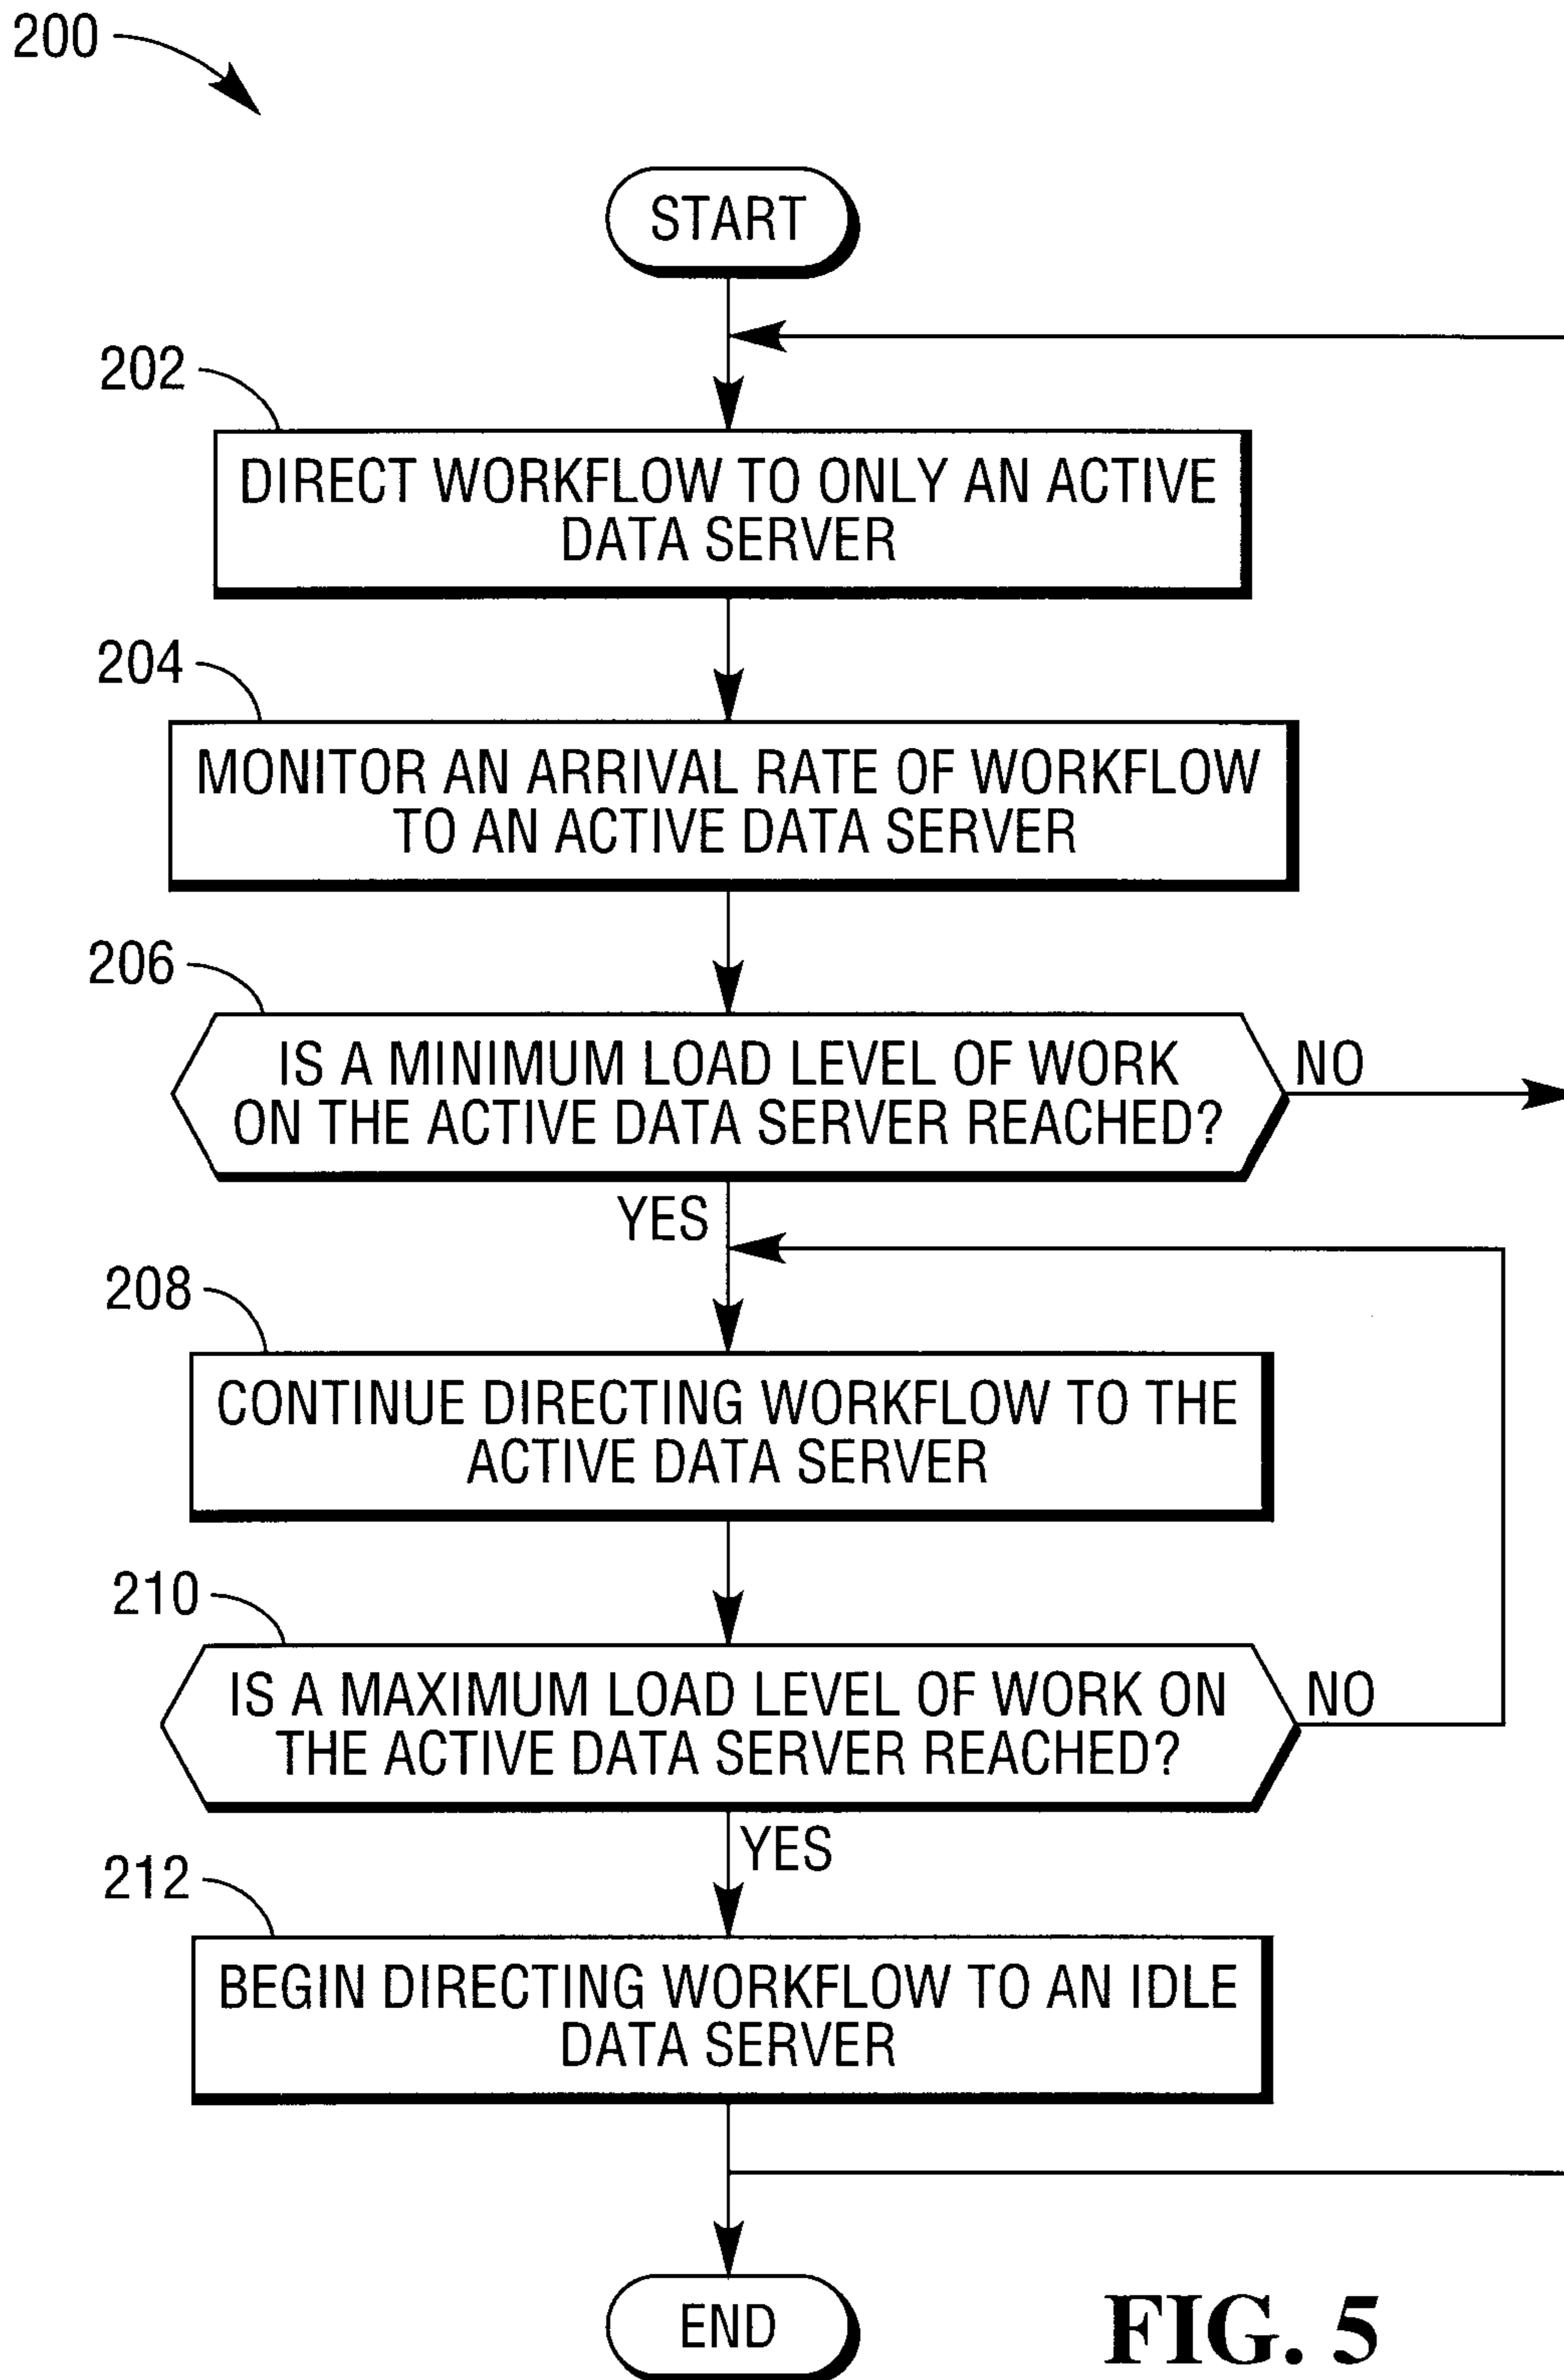 200
START
202
DIRECT WORKFLOW TO ONLY AN ACTIVE
DATA SERVER
204
MONITOR AN ARRIVAL RATE OF WORKFLOW
TO AN ACTIVE DATA SERVER
206
IS A MINIMUM LOAD LEVEL OF WORK
ON THE ACTIVE DATA SERVER REACHED?
NO
YES
208
CONTINUE DIRECTING WORKFLOW TO THE
ACTIVE DATA SERVER
210
IS A MAXIMUM LOAD LEVEL OF WORK ON
THE ACTIVE DATA SERVER REACHED?
NO
YES
212
BEGIN DIRECTING WORKFLOW TO AN IDLE
DATA SERVER
END
FIG. 5